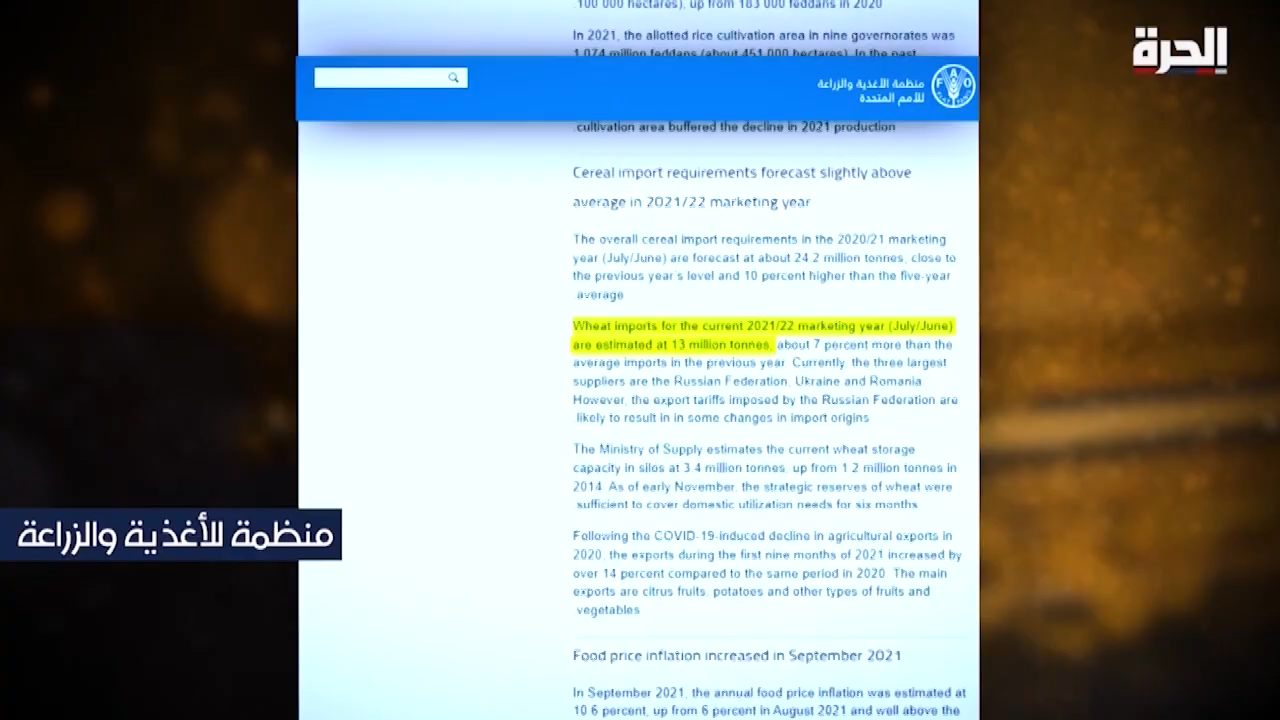 100 000 hectares), up from 183 000 feddans in 2020
الحرة
In 2021, the allotted rice cultivation area in nine governorates was
1.074 million feddans (about 451 000 hectares). In the past
منظمة الأغذية والزراعة
للأمم المتحدة
FAO
.cultivation area buffered the decline in 2021 production
Cereal import requirements forecast slightly above
average in 2021/22 marketing year
The overall cereal import requirements in the 2020/21 marketing
year (July/June) are forecast at about 24.2 million tonnes, close to
the previous year's level and 10 percent higher than the five-year
.average
Wheat imports for the current 2021/22 marketing year (July/June)
are estimated at 13 million tonnes, about 7 percent more than the
average imports in the previous year. Currently, the three largest
suppliers are the Russian Federation, Ukraine and Romania.
However, the export tariffs imposed by the Russian Federation are
.likely to result in in some changes in import origins
The Ministry of Supply estimates the current wheat storage
capacity in silos at 3.4 million tonnes, up from 1.2 million tonnes in
2014. As of early November, the strategic reserves of wheat were
.sufficient to cover domestic utilization needs for six months
منظمة للأغذية والزراعة
Following the COVID-19-induced decline in agricultural exports in
2020, the exports during the first nine months of 2021 increased by
over 14 percent compared to the same period in 2020. The main
exports are citrus fruits, potatoes and other types of fruits and
.vegetables
Food price inflation increased in September 2021
In September 2021, the annual food price inflation was estimated at
10.6 percent, up from 6 percent in August 2021 and well above the